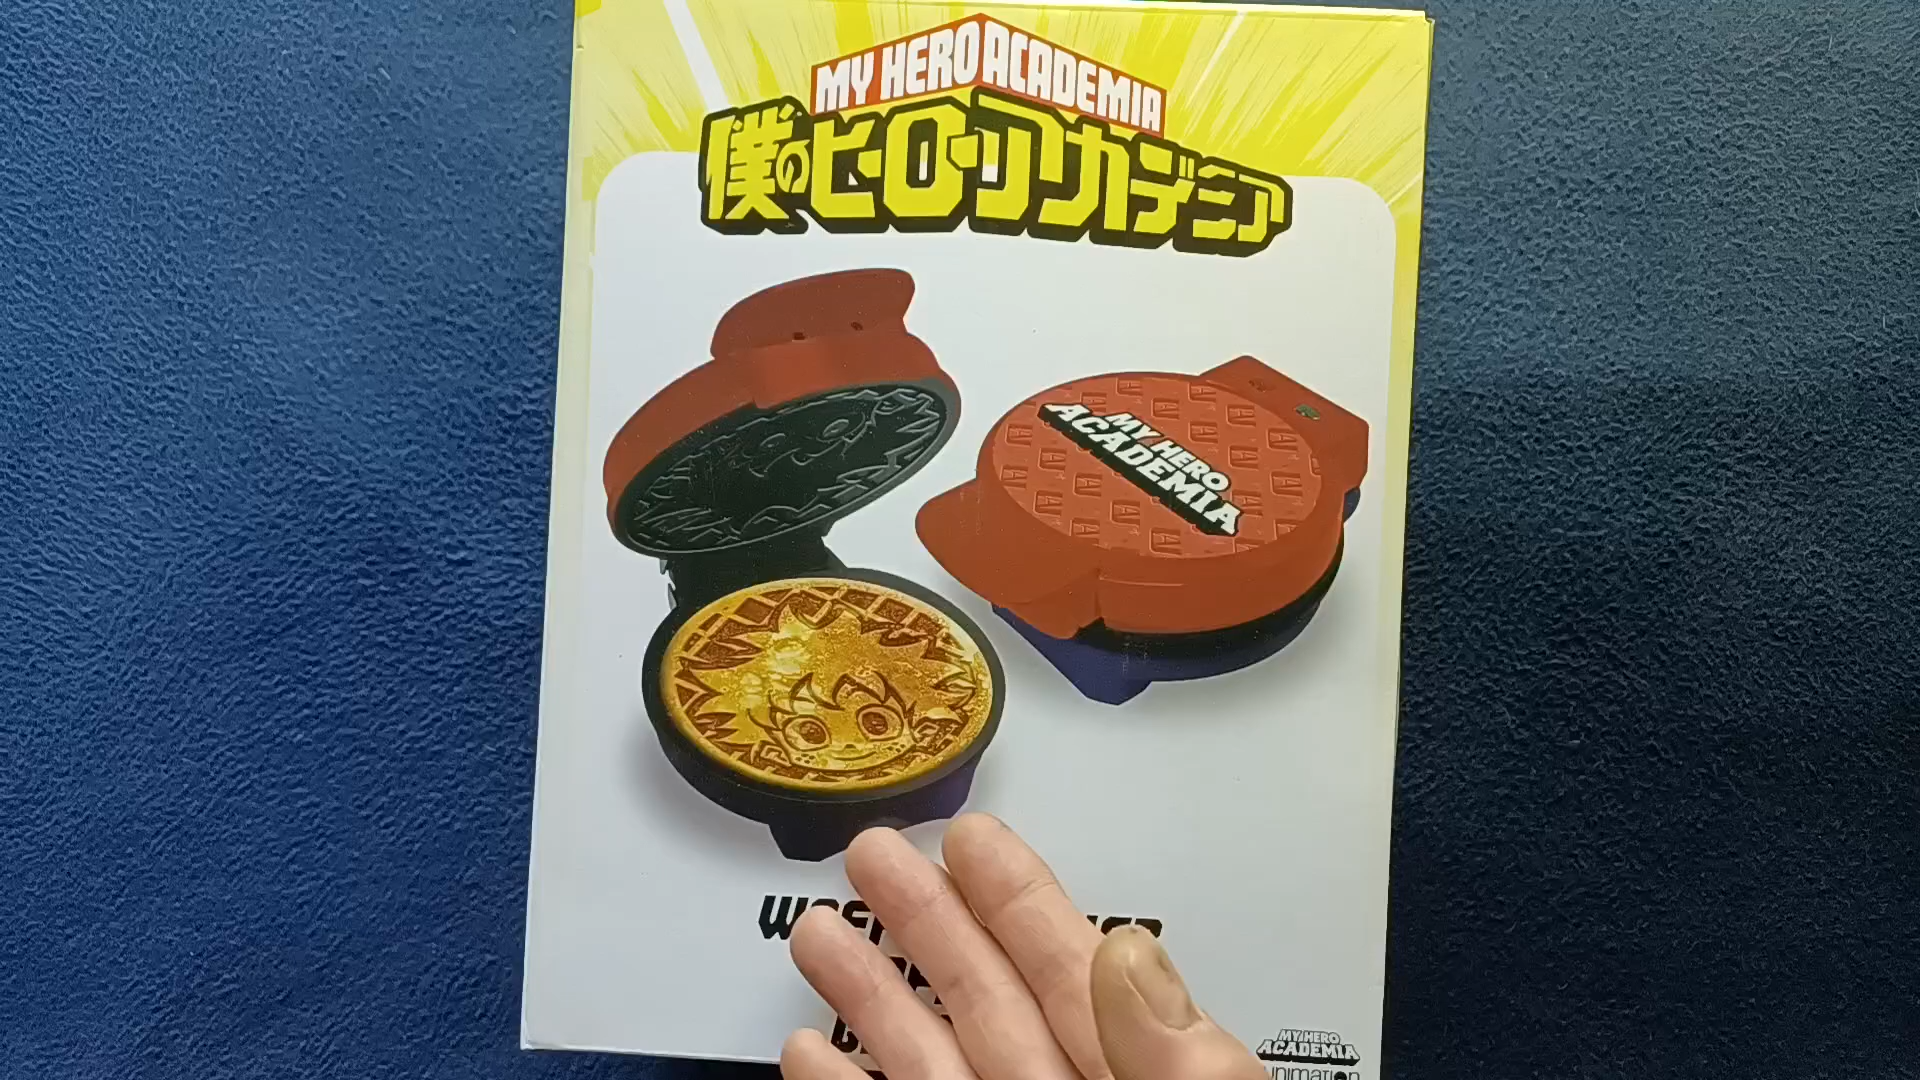 MY HERO ACADEMIA
僕のヒーローアカデミア
MY HERO
ACADEMIA
MY HERO
ACADEMIA
Funimation